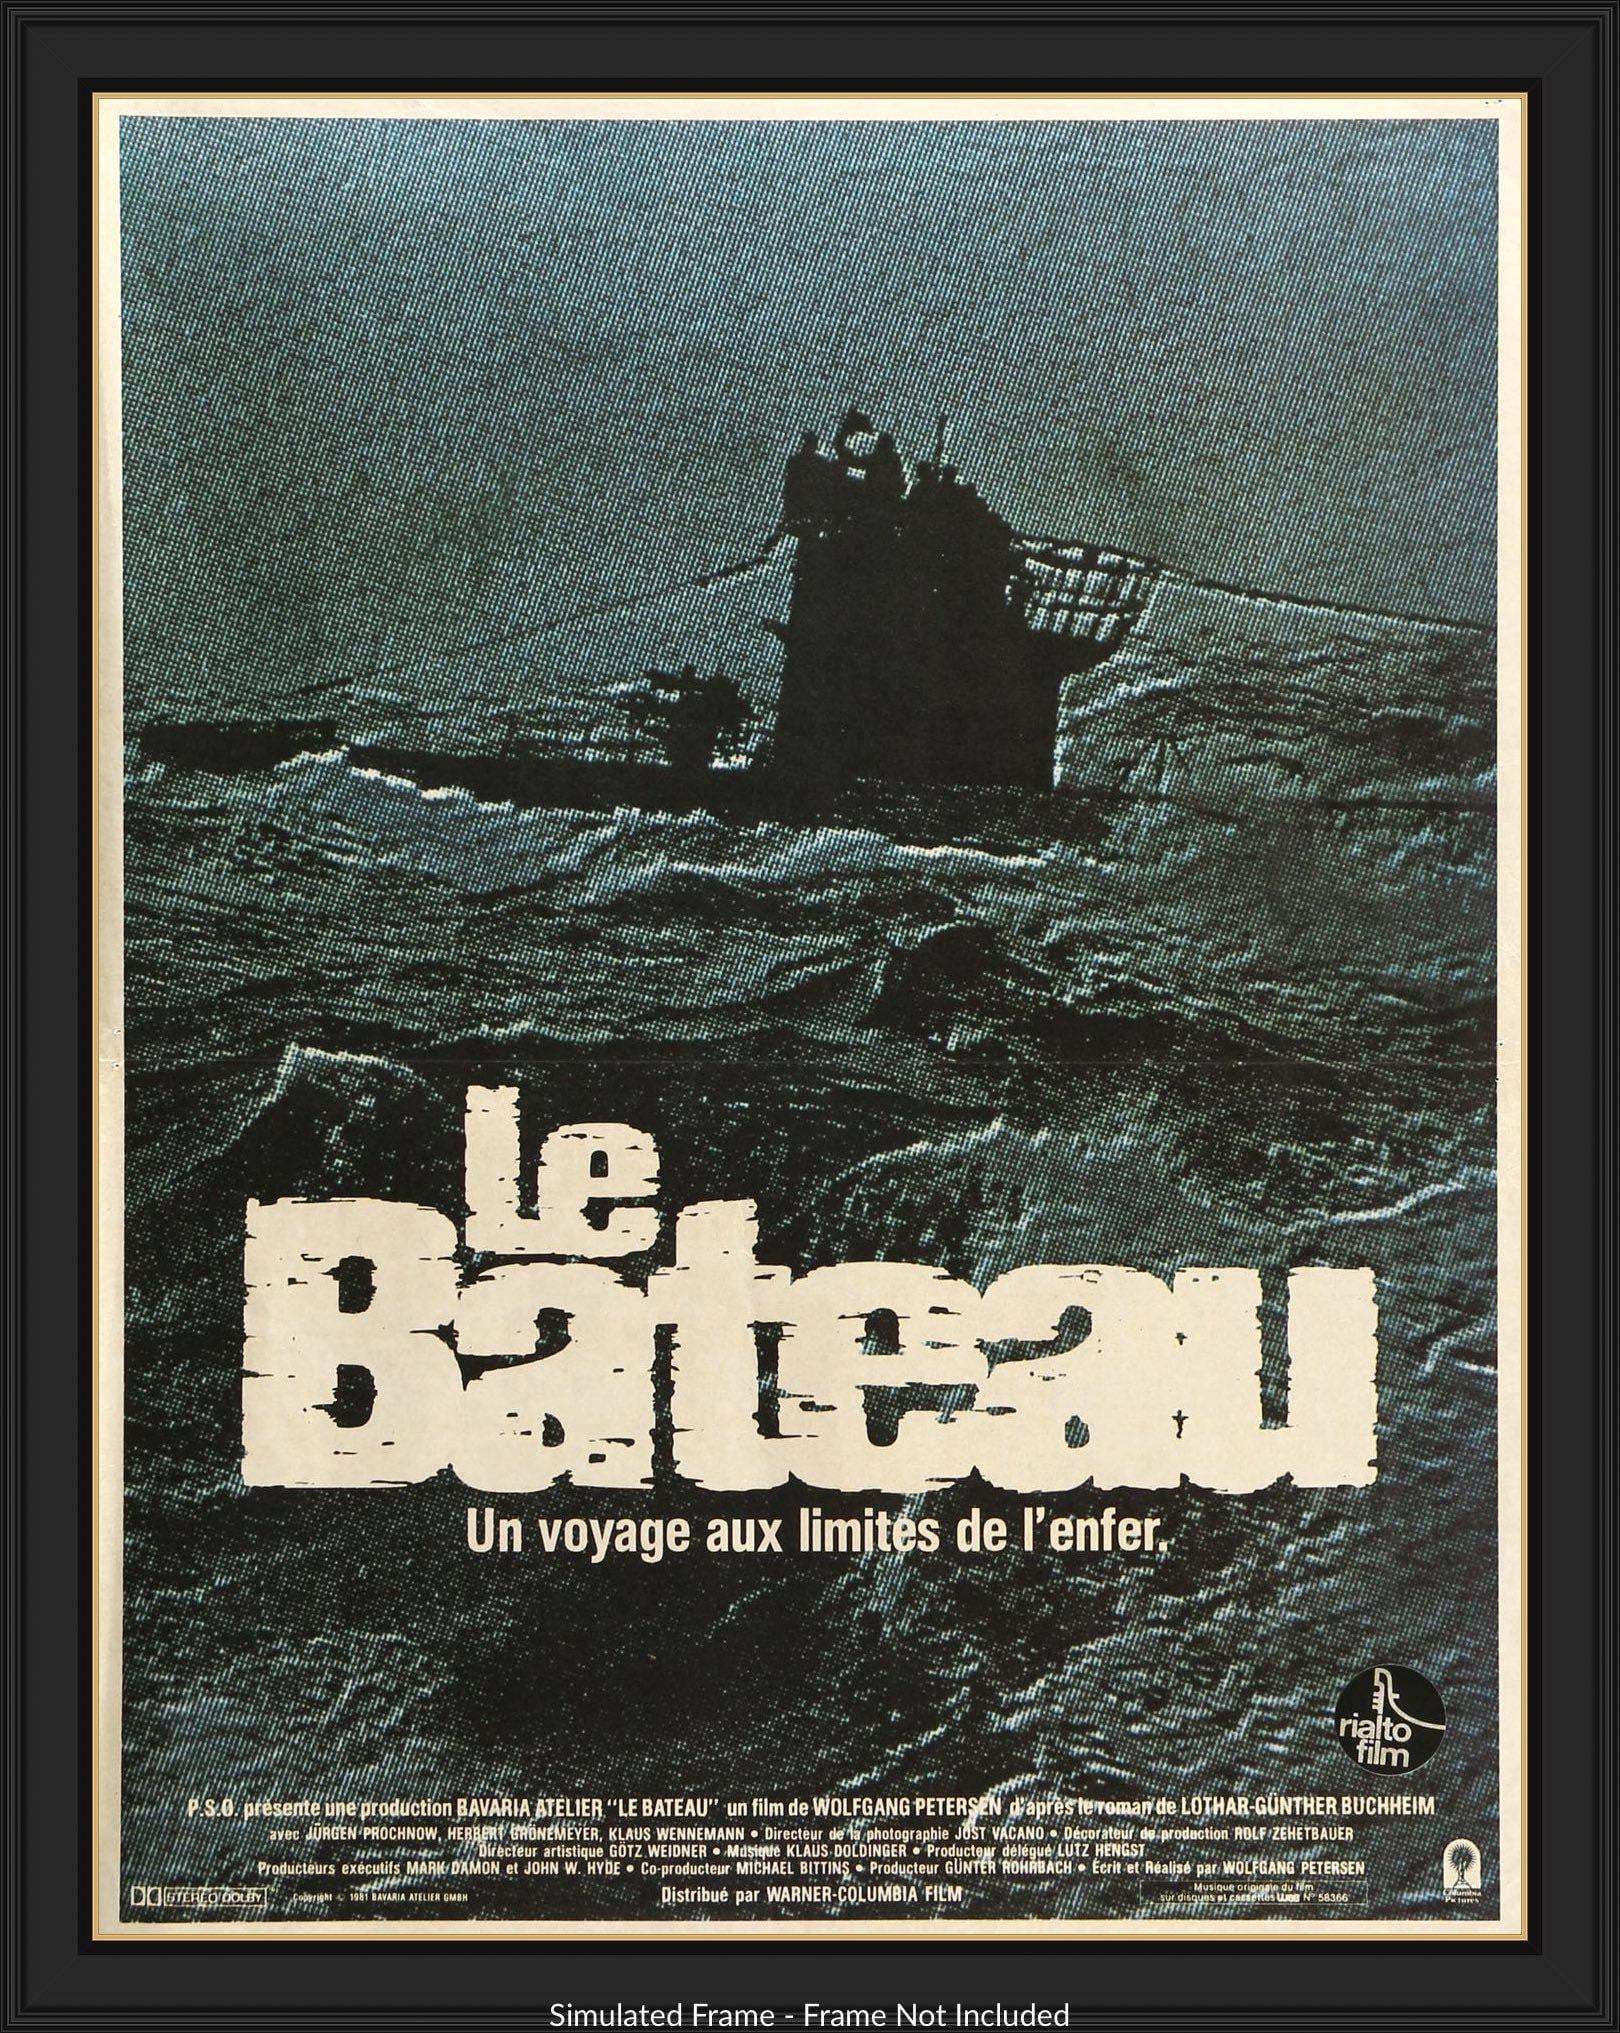 Le
Bateau
Un voyage aux limites de l'enfer.
rialto
film
P.S.O. présente une production BAVARIA ATELIER "LE BATEAU" un film de WOLFGANG PETERSEN d'après le roman de LOTHAR-GÜNTHER BUCHHEIM
avec JÜRGEN PROCHNOW, HERBERT GRÖNEMEYER, KLAUS WENNEMANN • Directeur de la photographie JOST VACANO • Décorateur de production ROLF ZEHETBAUER
Directeur artistique GÖTZ WEIDNER • Musique KLAUS DOLDINGER • Producteur délégué LUTZ HENGST
Producteurs exécutifs MARK DAMON et JOHN W. HYDE • Co-producteur MICHAEL BITTINS • Producteur GÜNTER ROHRBACH • Écrit et Réalisé par WOLFGANG PETERSEN
STEREO DOLBY Copyright © 1981 BAVARIA ATELIER GMBH Distribué par WARNER-COLUMBIA FILM
Musique originale du film
sur disques et cassettes wea N° 58366
Columbia
Pictures
Simulated Frame - Frame Not Included